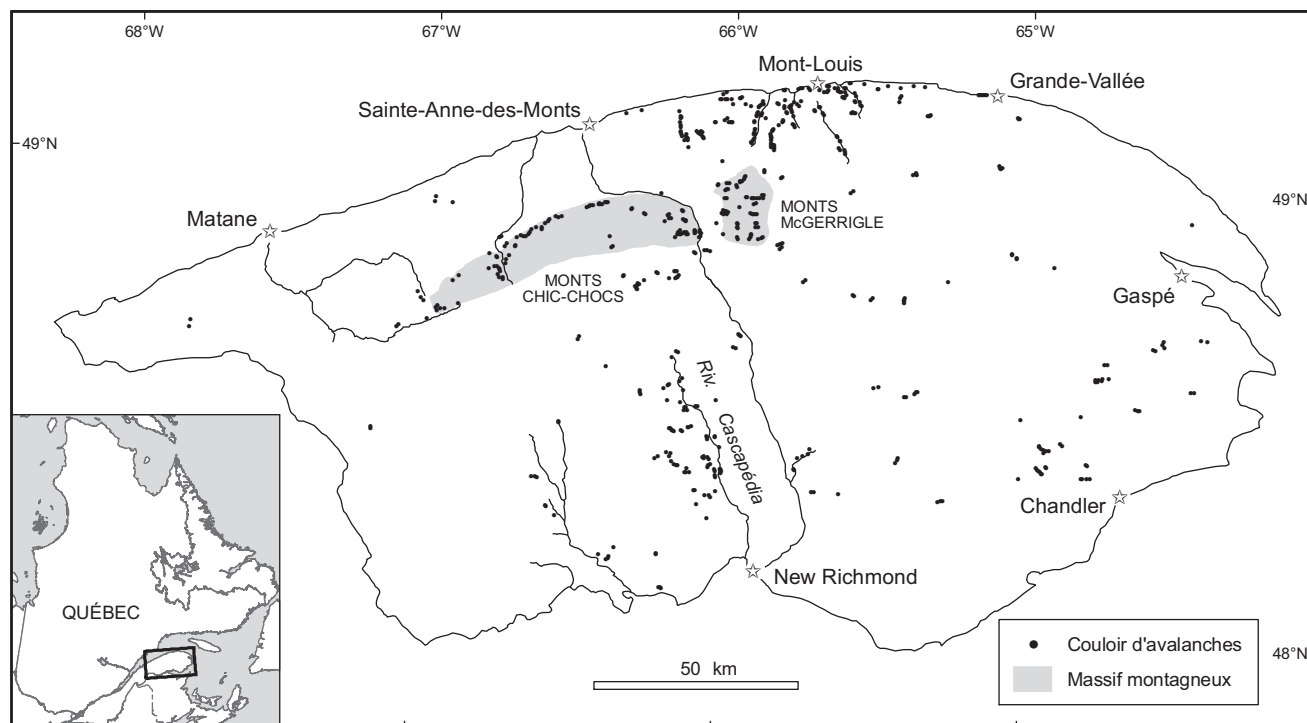 68°W
67°W
66°W
65°W
Mont-Louis
Grande-Vallée
Sainte-Anne-des-Monts
49°N
49°N
Matane
MONTS
McGERRIGLE
MONTS
CHIC-CHOCS
Gaspé
Riv. Cascapédia
Chandler
New Richmond
QUÉBEC
50 km
Couloir d'avalanches
Massif montagneux
48°N